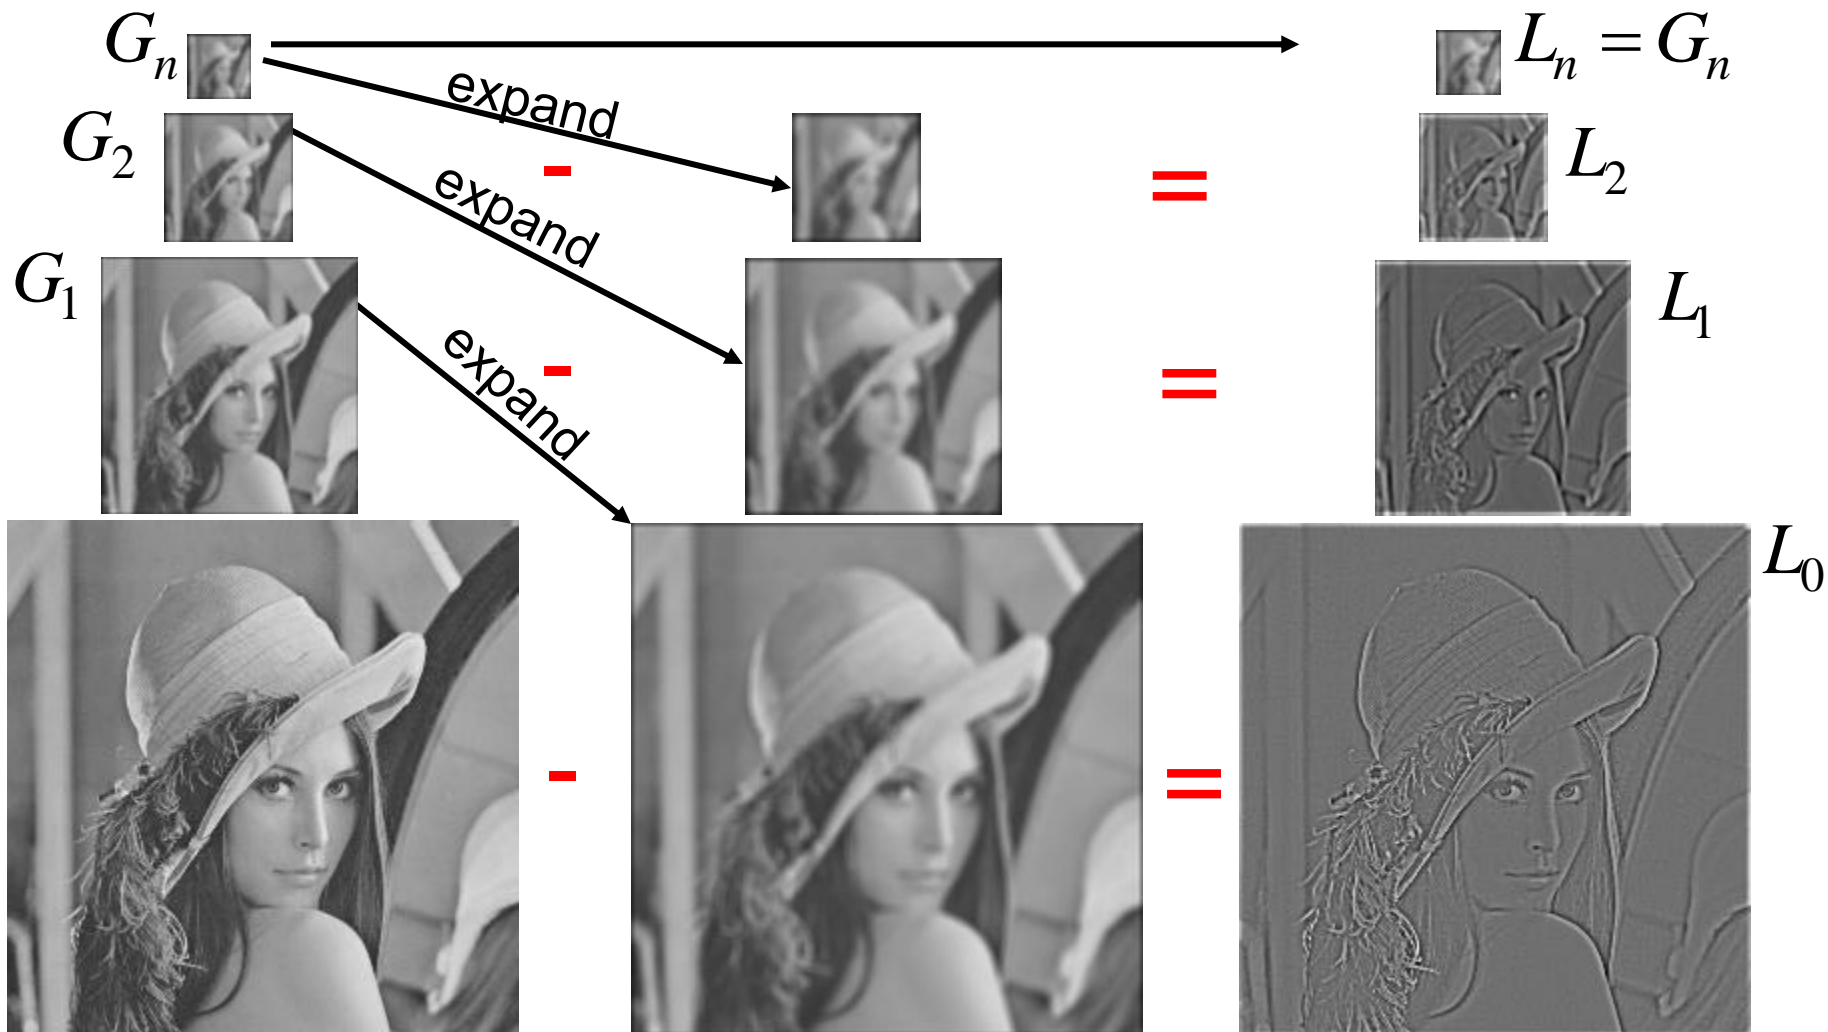 Gₙ
Lₙ = Gₙ
expand
G₂
-
=
L₂
expand
G₁
-
=
L₁
expand
-
=
L₀